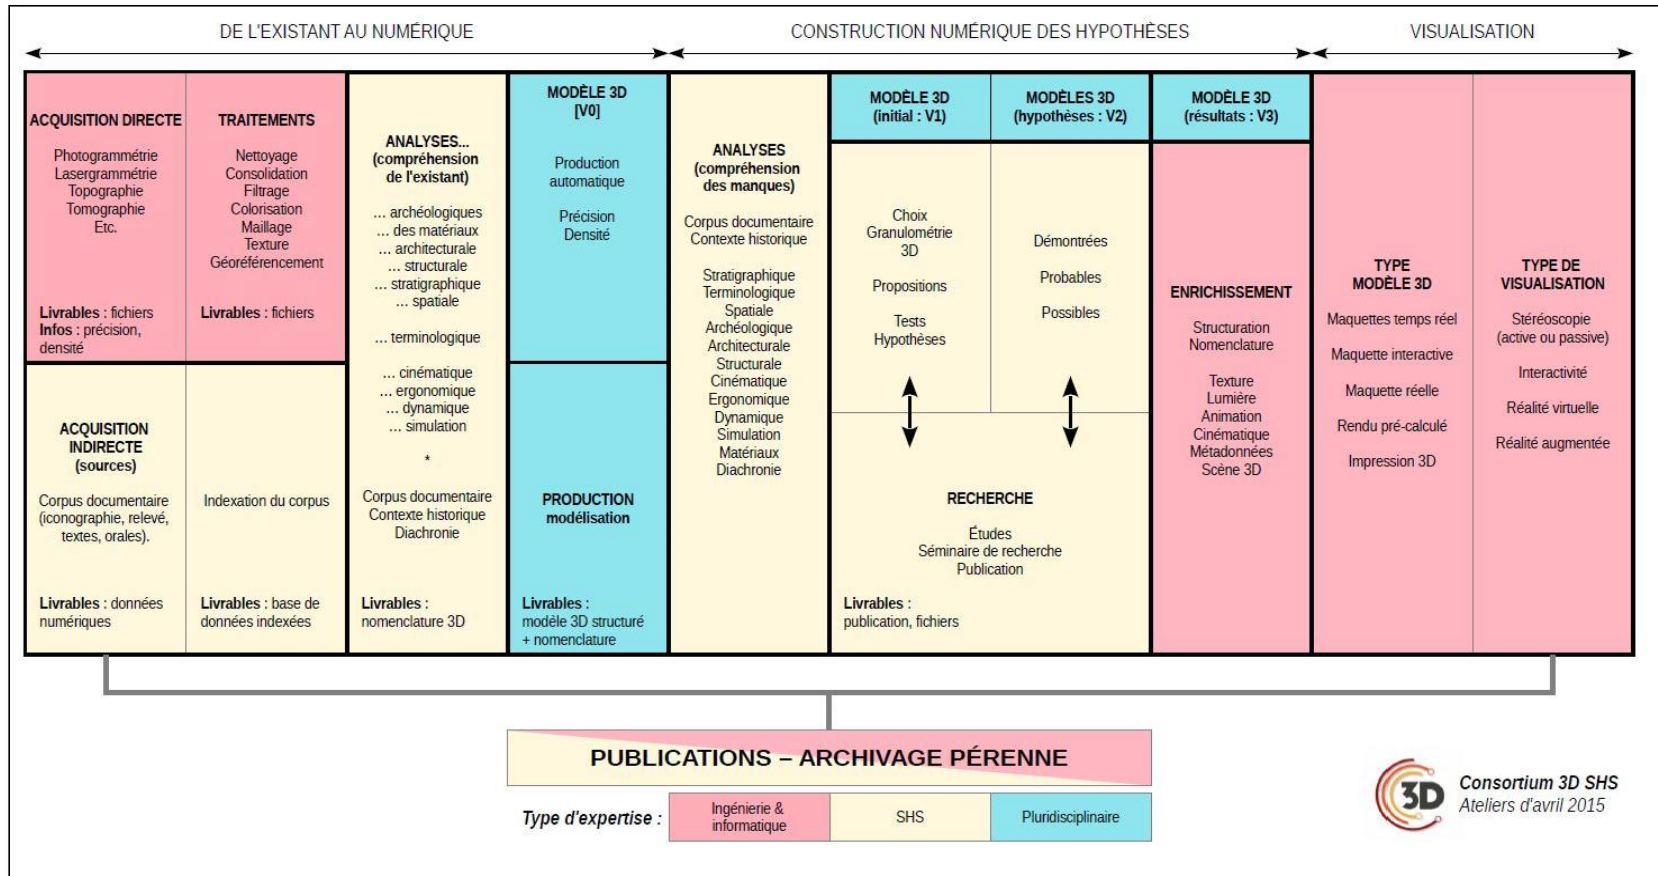 DE L'EXISTANT AU NUMÉRIQUE
CONSTRUCTION NUMÉRIQUE DES HYPOTHÈSES
VISUALISATION
ACQUISITION DIRECTE
Photogrammétrie
Lasergrammétrie
Topographie
Tomographie
Etc.
Livrables : fichiers
Infos : précision,
densité
TRAITEMENTS
Nettoyage
Consolidation
Filtrage
Colorisation
Maillage
Texture
Géoréférencement
Livrables : fichiers
ACQUISITION
INDIRECTE
(sources)
Corpus documentaire
(iconographie, relevé,
textes, orales).
Livrables : données
numériques
Indexation du corpus
Livrables : base de
données indexées
ANALYSES...
(compréhension
de l'existant)
... archéologiques
... des matériaux
... architecturale
... structurale
... stratigraphique
... spatiale
... terminologique
... cinématique
... ergonomique
... dynamique
... simulation
*
Corpus documentaire
Contexte historique
Diachronie
Livrables :
nomenclature 3D
MODÈLE 3D
[V0]
Production
automatique
Précision
Densité
PRODUCTION
modélisation
Livrables :
modèle 3D structuré
+ nomenclature
ANALYSES
(compréhension
des manques)
Corpus documentaire
Contexte historique
Stratigraphique
Terminologique
Spatiale
Archéologique
Architecturale
Structurale
Cinématique
Ergonomique
Dynamique
Simulation
Matériaux
Diachronie
MODÈLE 3D
(initial : V1)
Choix
Granulométrie
3D
Propositions
Tests
Hypothèses
MODÈLES 3D
(hypothèses : V2)
Démontrées
Probables
Possibles
RECHERCHE
Études
Séminaire de recherche
Publication
Livrables :
publication, fichiers
MODÈLE 3D
(résultats : V3)
ENRICHISSEMENT
Structuration
Nomenclature
Texture
Lumière
Animation
Cinématique
Métadonnées
Scène 3D
TYPE
MODÈLE 3D
Maquettes temps réel
Maquette interactive
Maquette réelle
Rendu pré-calculé
Impression 3D
TYPE DE
VISUALISATION
Stéréoscopie
(active ou passive)
Interactivité
Réalité virtuelle
Réalité augmentée
PUBLICATIONS – ARCHIVAGE PÉRENNE
Type d'expertise :
Ingénierie &
informatique
SHS
Pluridisciplinaire
3D
Consortium 3D SHS
Ateliers d'avril 2015